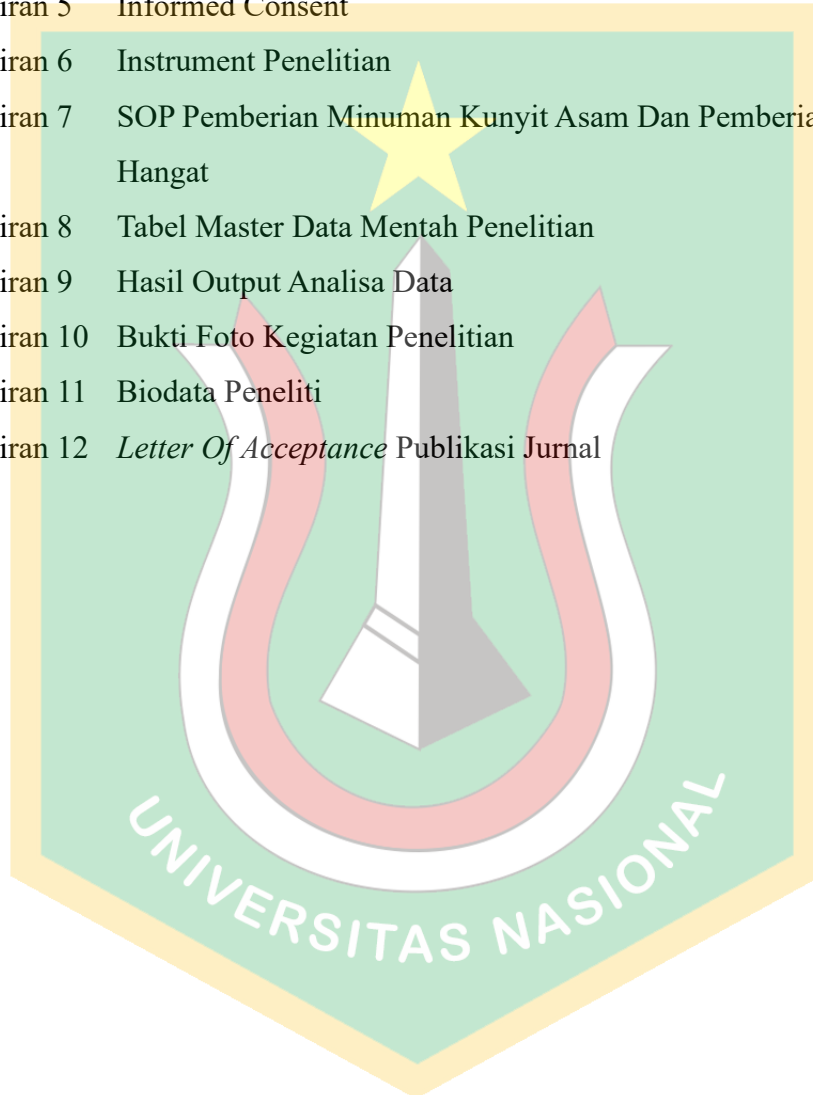 iran 5 Informed Consent
iran 6 Instrument Penelitian
iran 7 SOP Pemberian Minuman Kunyit Asam Dan Pemberia
Hangat
iran 8 Tabel Master Data Mentah Penelitian
iran 9 Hasil Output Analisa Data
iran 10 Bukti Foto Kegiatan Penelitian
iran 11 Biodata Peneliti
iran 12 Letter Of Acceptance Publikasi Jurnal
UNIVERSITAS NASIONAL